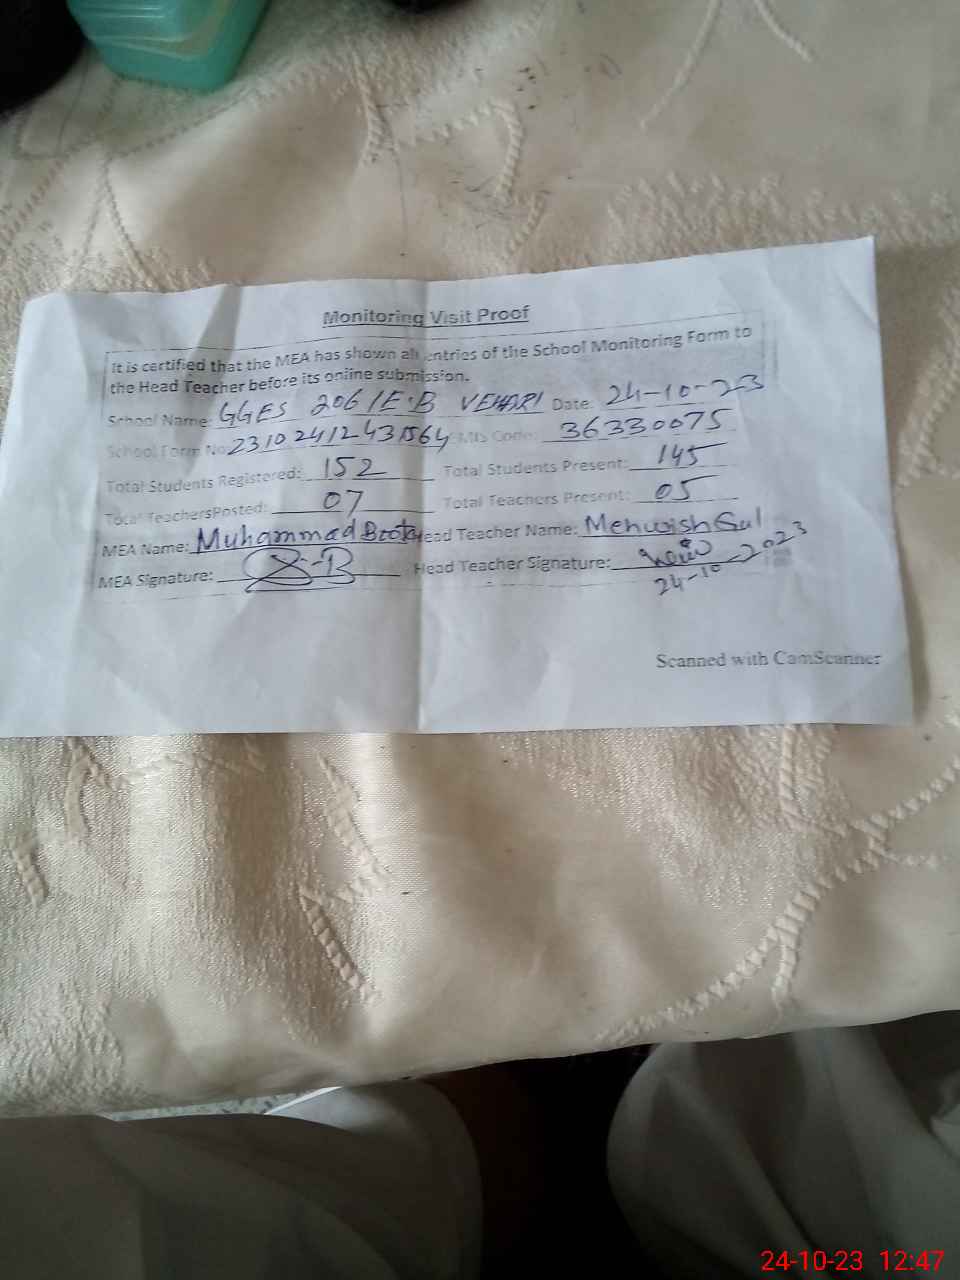 Monitoring Visit Proof
It is certified that the MEA has shown all entries of the School Monitoring Form to
the Head Teacher before its online submission.
School Name: GGES 206/E.B VEHARI Date: 24-10-23
School Form No: EMIS Code: 36330075
Total Students Registered: 152 Total Students Present: 145
Total TeachersPosted: 07 Total Teachers Present: 05
MEA Name: Muhammad Boota Head Teacher Name: Mehwish Gul
MEA Signature: Head Teacher Signature:
24-10-2023
Scanned with CamScanner
24-10-23 12:47